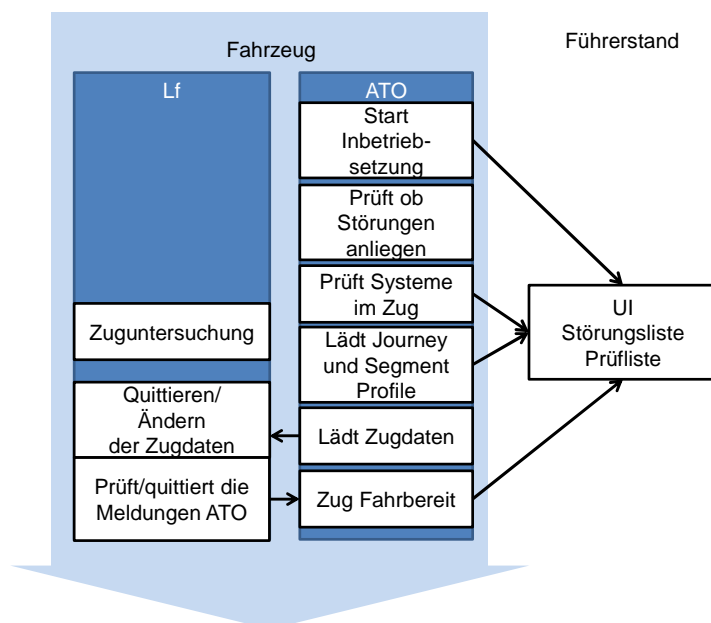 Fahrzeug
Führerstand
Lf
ATO
Start
Inbetrieb-
setzung
Prüft ob
Störungen
anliegen
Prüft Systeme
im Zug
Zuguntersuchung
Lädt Journey
und Segment
Profile
UI
Störungsliste
Prüfliste
Quittieren/
Ändern
der Zugdaten
Lädt Zugdaten
Prüft/quittiert die
Meldungen ATO
Zug Fahrbereit